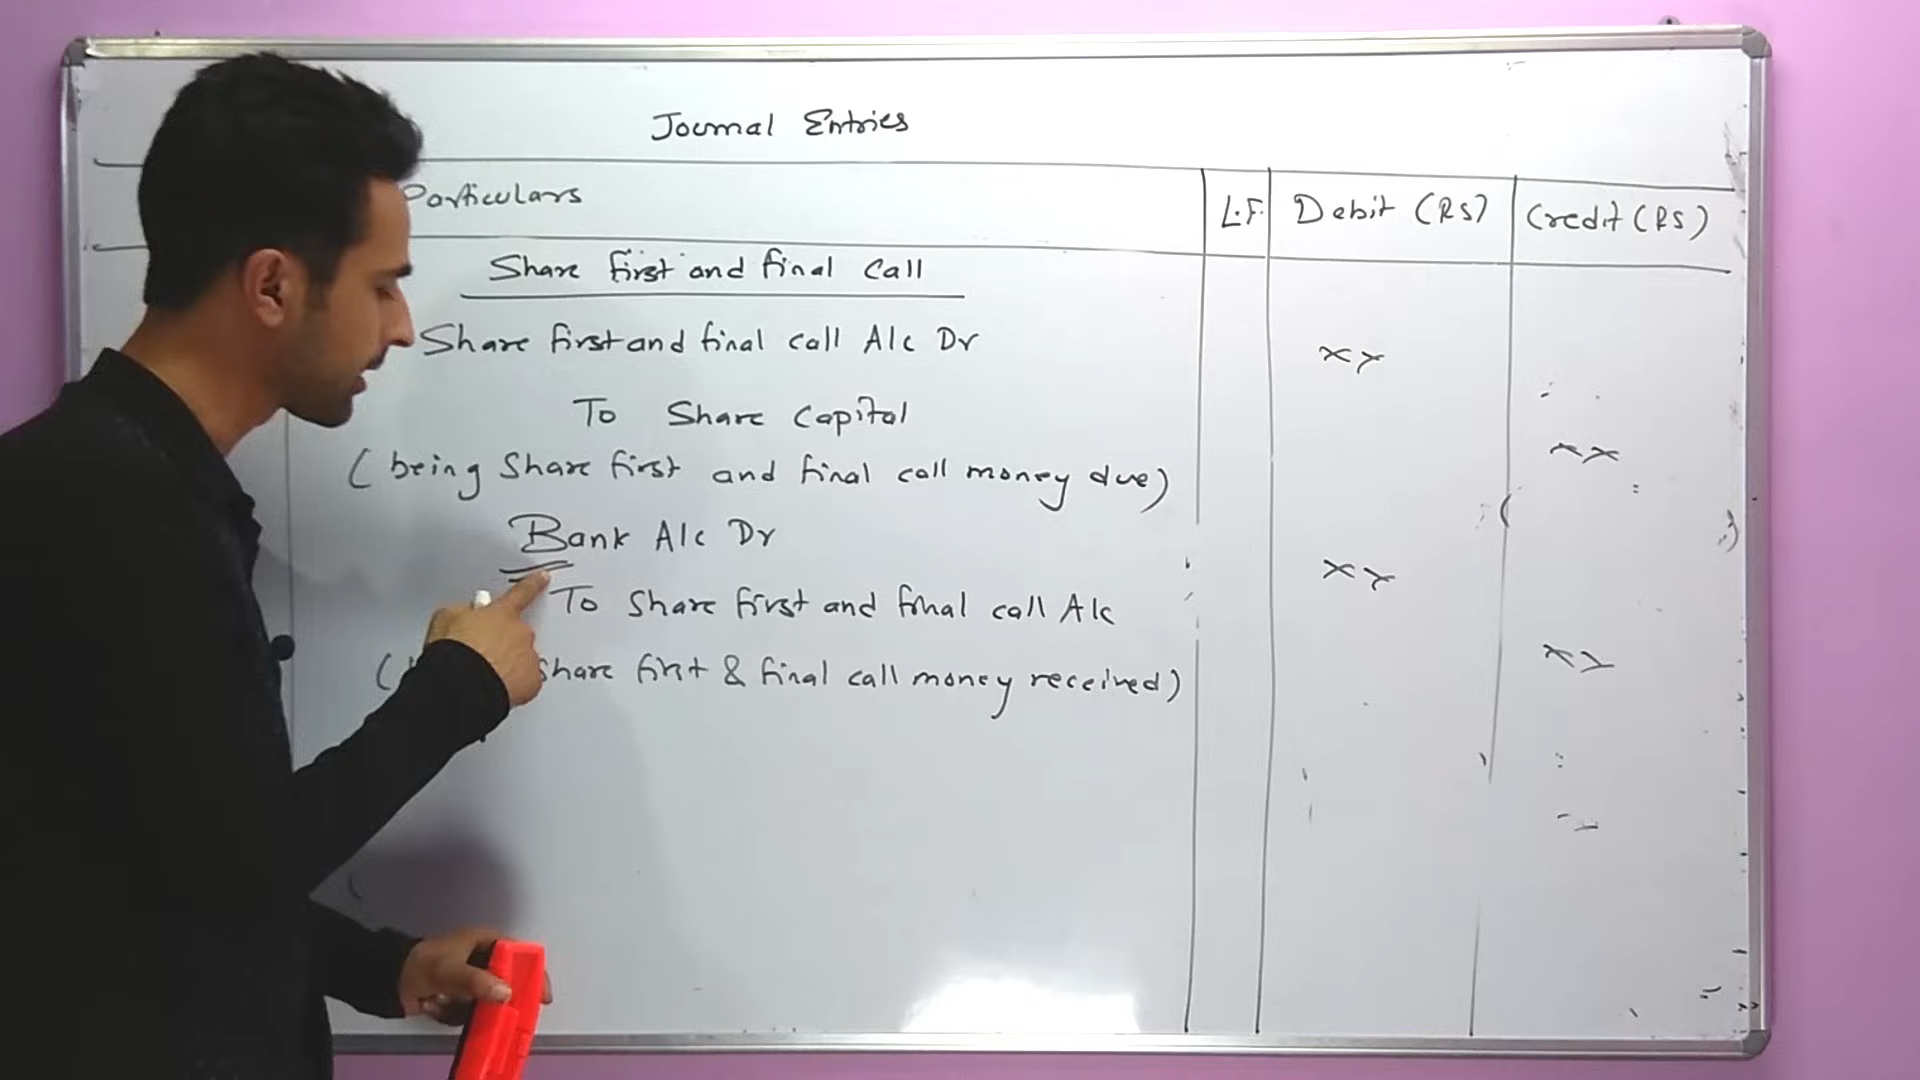 Journal Entries
Particulars L.F. Debit (RS) Credit (RS)
Share first and final Call
Share first and final call A/c Dr xx
To Share Capital
xx
(being Share first and final call money due)
Bank A/c Dr
xx
To Share first and final call A/c
xx
( Share first & final call money received)